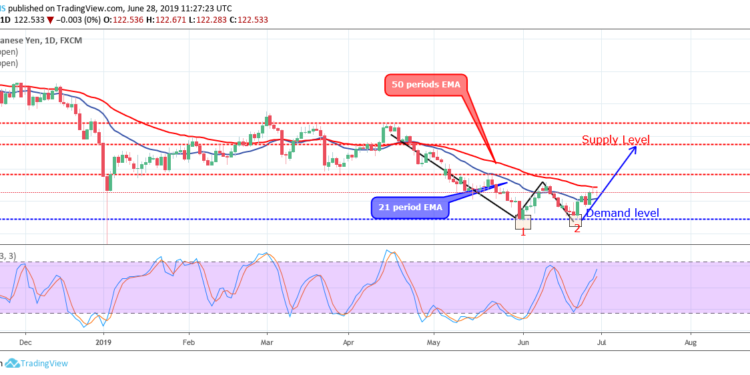 published on TradingView.com, June 28, 2019 11:27:23 UTC
1D 122.533 ▼ −0.003 (0%) O:122.536 H:122.671 L:122.283 C:122.533
anese Yen, 1D, FXCM
open)
open)
50 periods EMA
Supply Level
21 period EMA
Demand level
1
2
3, 3)
Dec 2019 Feb Mar Apr May Jun Jul Aug
TradingView